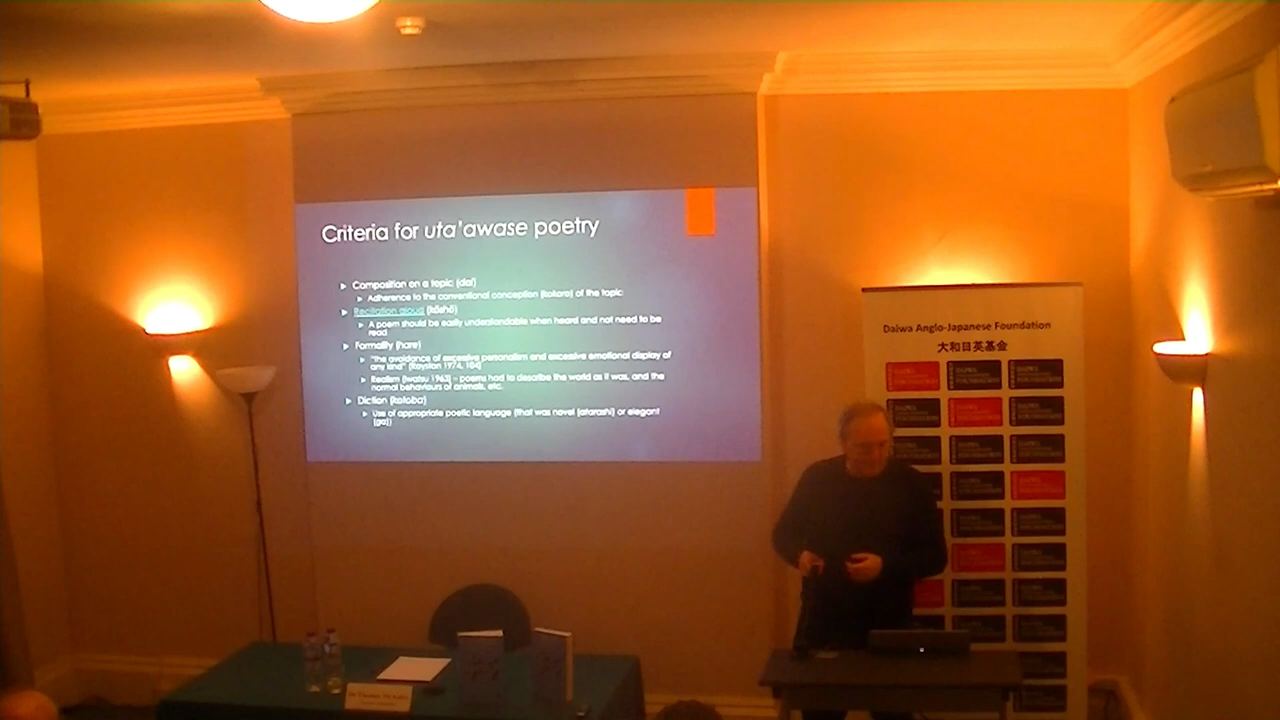 Criteria for uta'awase poetry
Composition on a topic (dai)
Adherence to the conventional conception (kokoro) of the topic
Recitation aloud (kōshō)
A poem should be easily understandable when heard and not need to be
read
Formality (hare)
"the avoidance of excessive personalism and excessive emotional display of
any kind" (Royston 1974, 104)
Realism (Iwatsu 1963) – poems had to describe the world as it was, and the
normal behaviours of animals, etc.
Diction (kotoba)
Use of appropriate poetic language (that was novel (atarashi) or elegant
(ga))
Daiwa Anglo-Japanese Foundation
大和日英基金